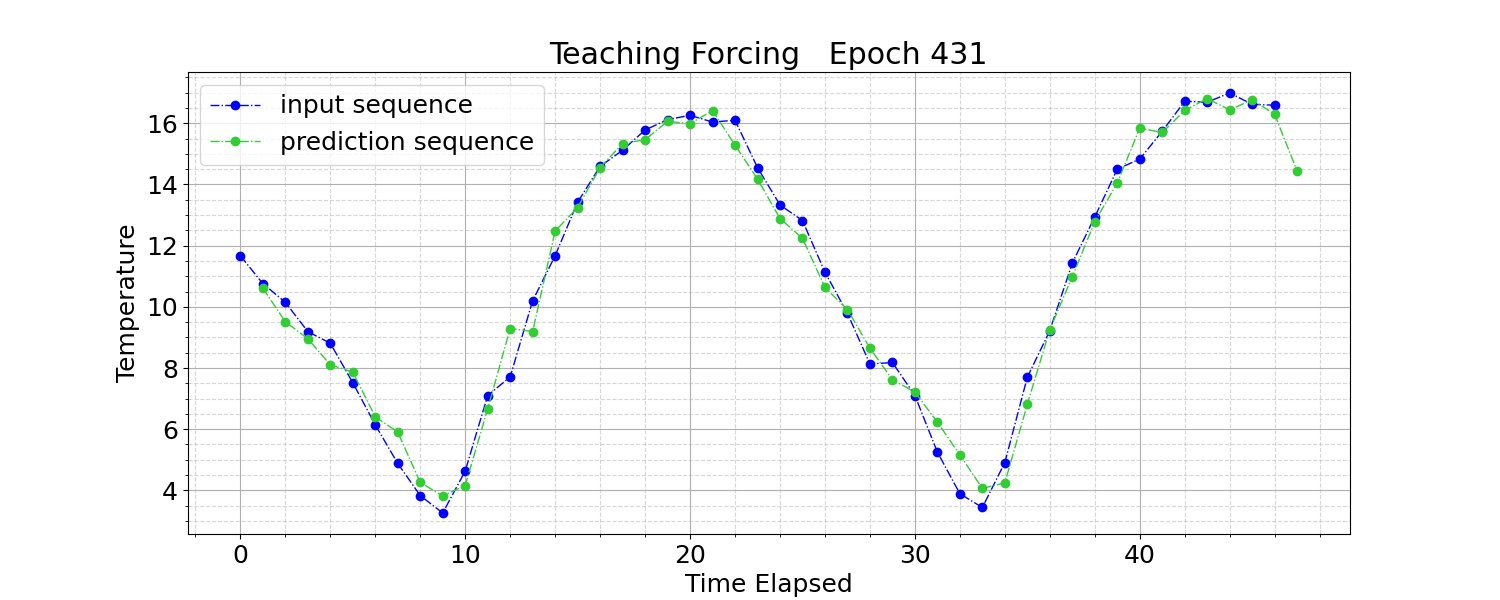 Teaching Forcing   Epoch 431
input sequence
prediction sequence
Temperature
16
14
12
10
8
6
4
0 10 20 30 40
Time Elapsed